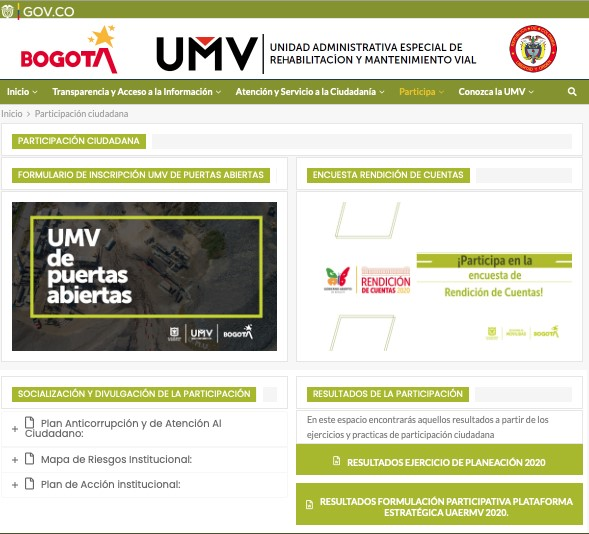 GOV.CO
BOGOTÁ
UMV
UNIDAD ADMINISTRATIVA ESPECIAL DE
REHABILITACÍON Y MANTENIMIENTO VIAL
Inicio Transparencia y Acceso a la Información Atención y Servicio a la Ciudadanía Participa Conozca la UMV
Inicio > Participación ciudadana
PARTICIPACIÓN CIUDADANA
FORMULARIO DE INSCRIPCIÓN UMV DE PUERTAS ABIERTAS
UMV
de
puertas
abiertas
UMV
BOGOTÁ
ENCUESTA RENDICIÓN DE CUENTAS
RENDICIÓN
DE CUENTAS 2020
¡Participa en la
encuesta de
Rendición de Cuentas!
BOGOTÁ
SOCIALIZACIÓN Y DIVULGACIÓN DE LA PARTICIPACIÓN
+ Plan Anticorrupción y de Atención Al
Ciudadano:
+ Mapa de Riesgos Institucional:
+ Plan de Acción institucional:
RESULTADOS DE LA PARTICIPACIÓN
En este espacio encontrarás aquellos resultados a partir de los
ejercicios y practicas de participación ciudadana
RESULTADOS EJERCICIO DE PLANEACIÓN 2020
RESULTADOS FORMULACIÓN PARTICIPATIVA PLATAFORMA
ESTRATÉGICA UAERMV 2020.